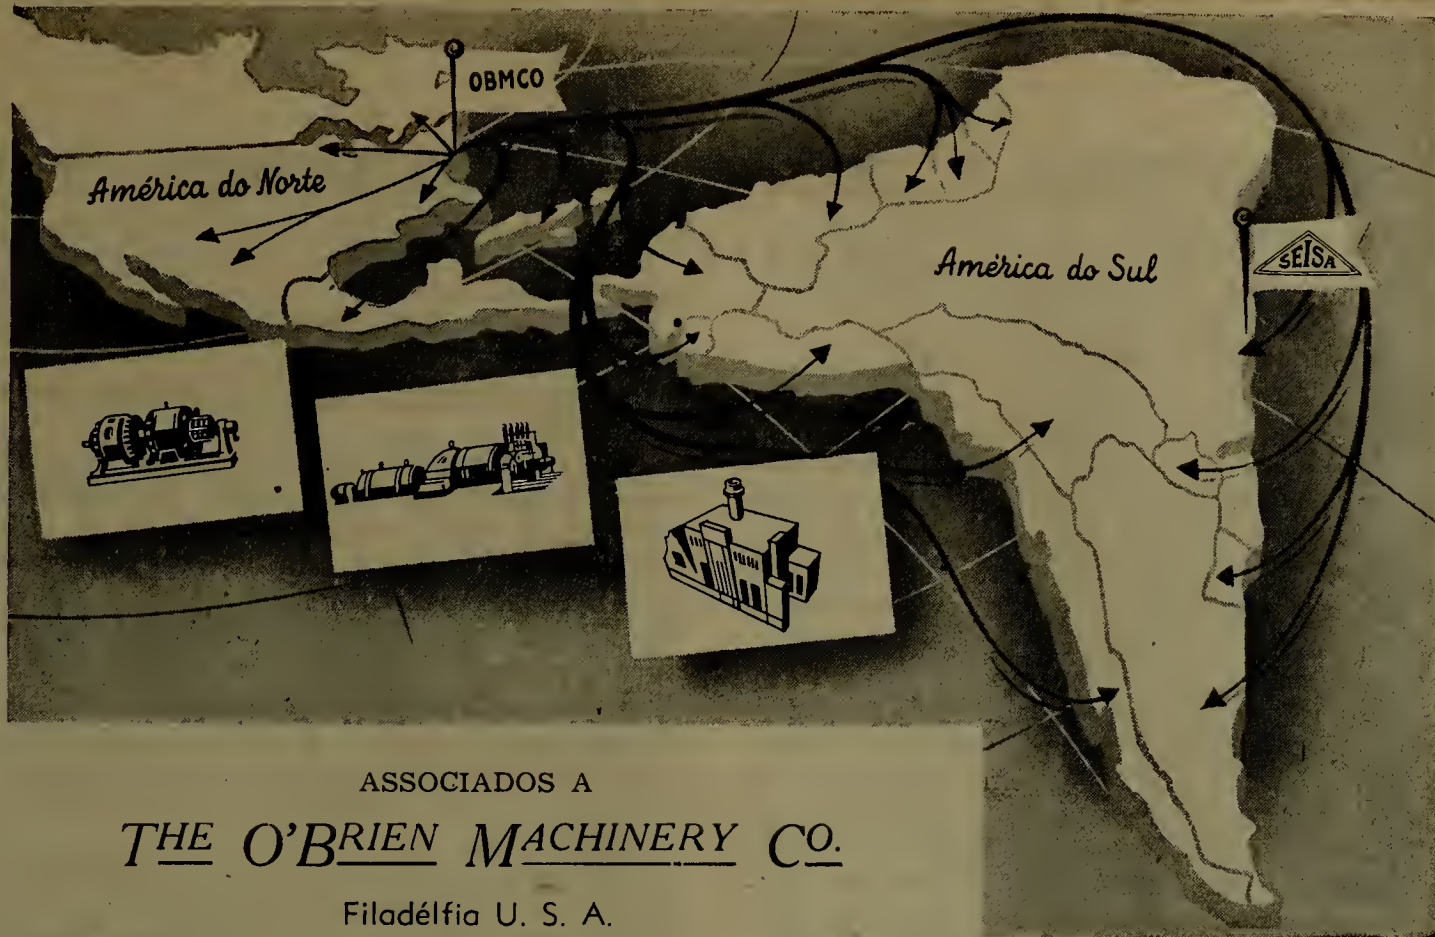 OBMCO
América do Norte
América do Sul
SEISA
ASSOCIADOS A
THE O'BRIEN MACHINERY CO.
Filadélfia U. S. A.